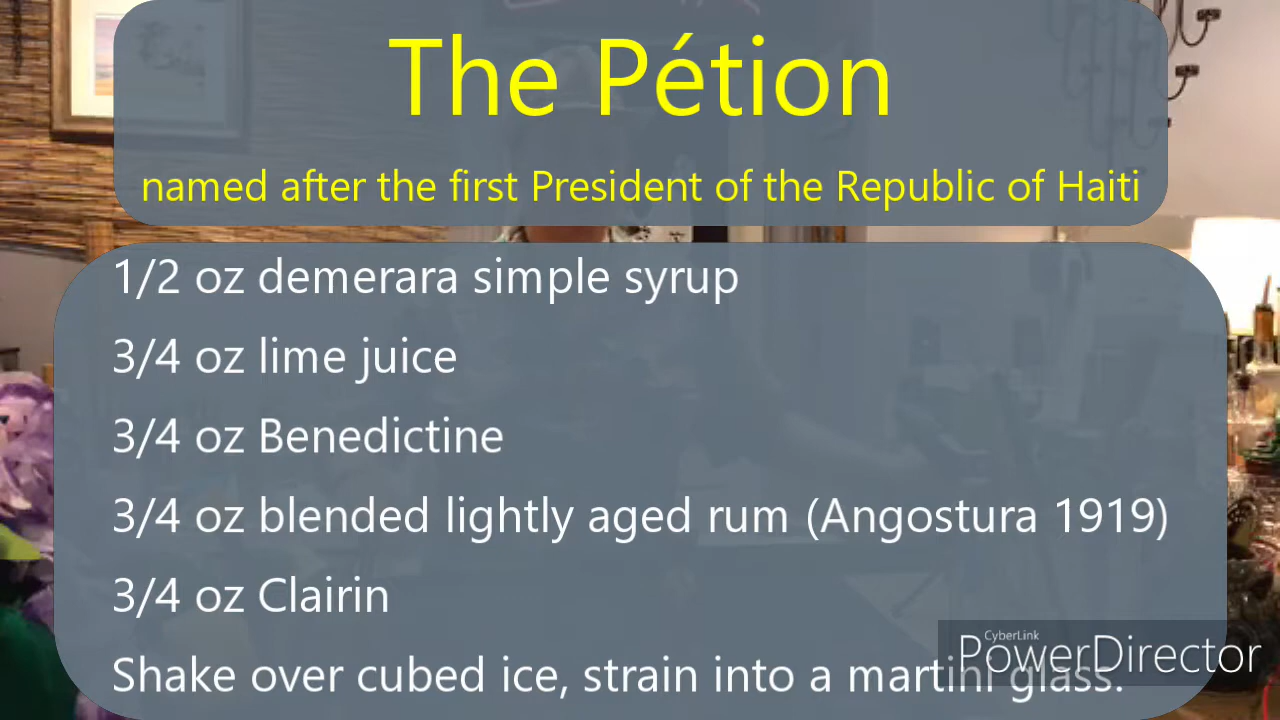 The Pétion
named after the first President of the Republic of Haiti
1/2 oz demerara simple syrup
3/4 oz lime juice
3/4 oz Benedictine
3/4 oz blended lightly aged rum (Angostura 1919)
3/4 oz Clairin
Shake over cubed ice, strain into a martini glass.
CyberLink
PowerDirector